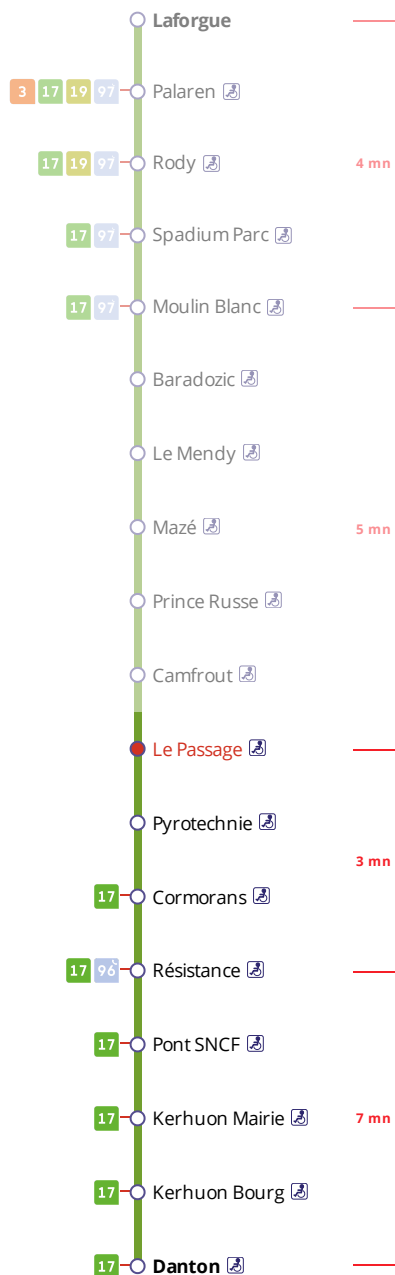 Laforgue
3 17 19 97 Palaren
17 19 97 Rody 4 mn
17 97 Spadium Parc
17 97 Moulin Blanc
Baradozic
Le Mendy
Mazé 5 mn
Prince Russe
Camfrout
Le Passage
Pyrotechnie
3 mn
17 Cormorans
17 96 Résistance
17 Pont SNCF
17 Kerhuon Mairie 7 mn
17 Kerhuon Bourg
17 Danton